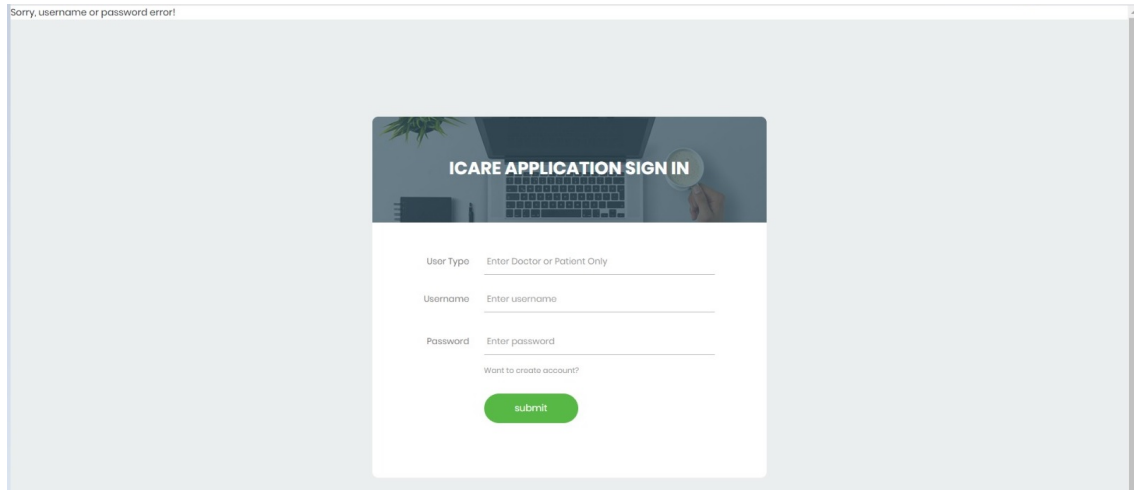 Sorry, username or password error!
ICARE APPLICATION SIGN IN
User Type Enter Doctor or Patient Only
Username Enter username
Password Enter password
Want to create account?
submit